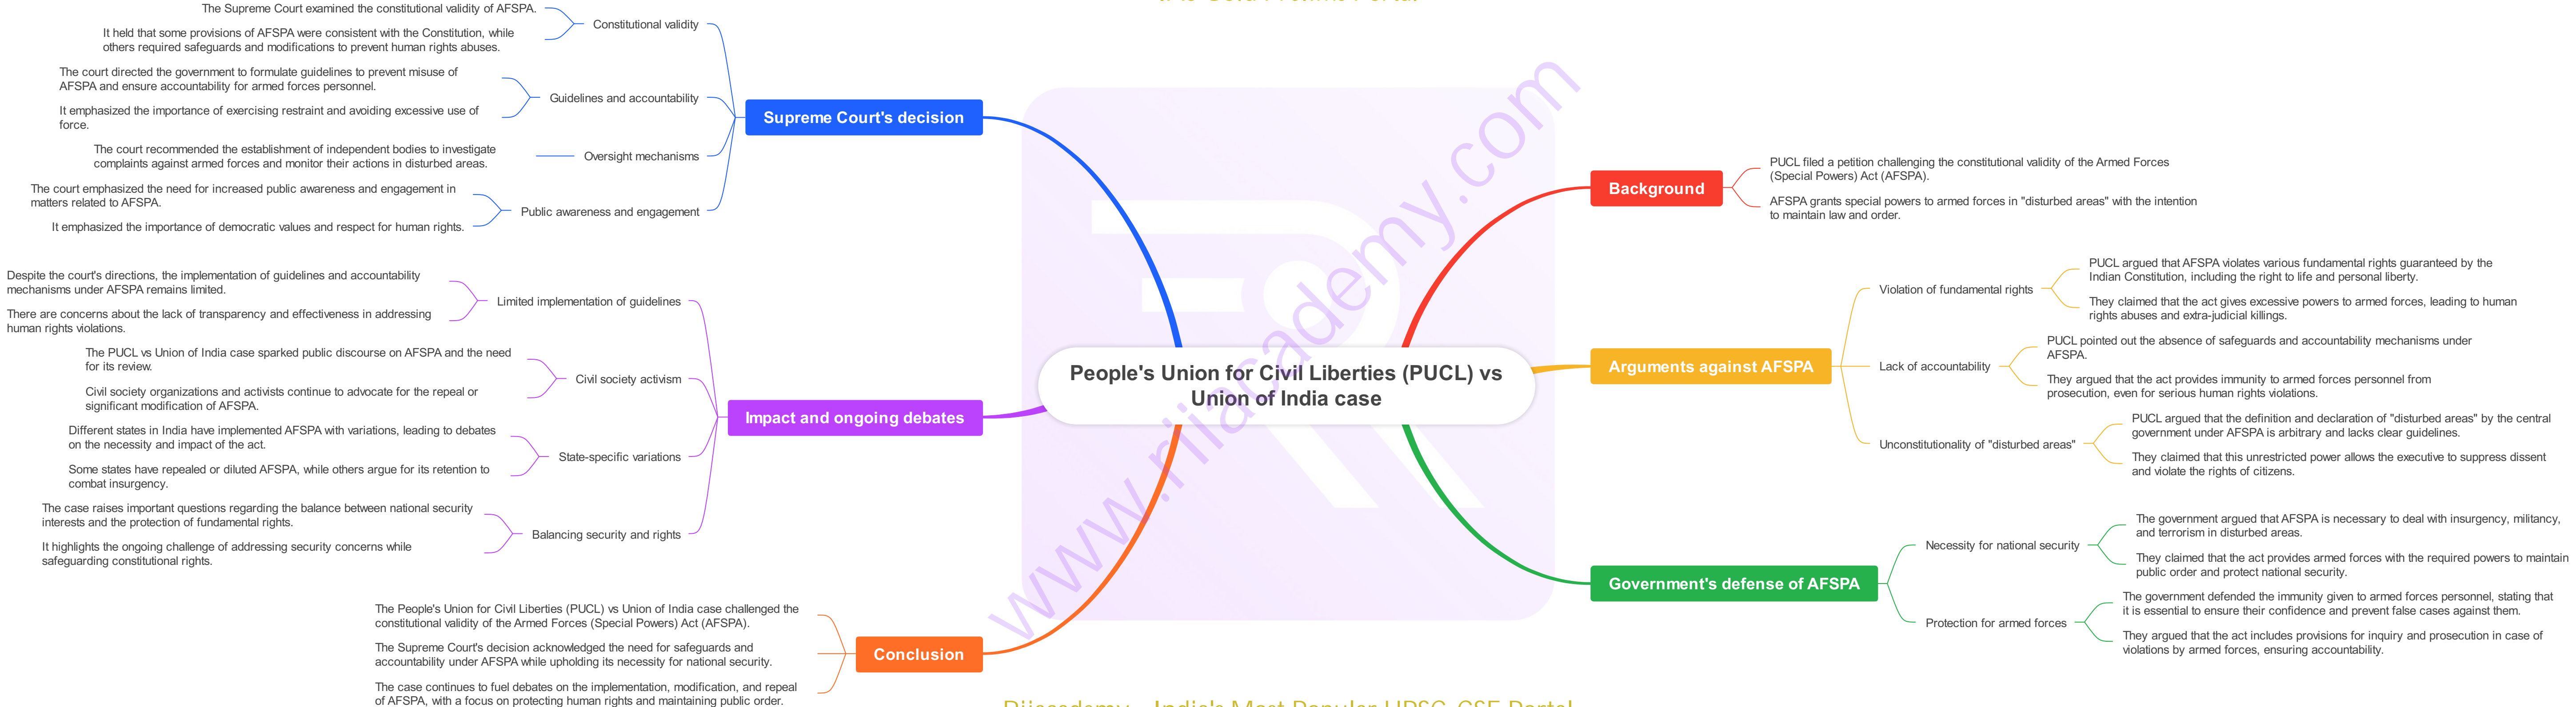 People's Union for Civil Liberties (PUCL) vs
Union of India case
Background
PUCL filed a petition challenging the constitutional validity of the Armed Forces
(Special Powers) Act (AFSPA).
AFSPA grants special powers to armed forces in "disturbed areas" with the intention
to maintain law and order.
Arguments against AFSPA
Violation of fundamental rights
PUCL argued that AFSPA violates various fundamental rights guaranteed by the
Indian Constitution, including the right to life and personal liberty.
They claimed that the act gives excessive powers to armed forces, leading to human
rights abuses and extra-judicial killings.
Lack of accountability
PUCL pointed out the absence of safeguards and accountability mechanisms under
AFSPA.
They argued that the act provides immunity to armed forces personnel from
prosecution, even for serious human rights violations.
Unconstitutionality of "disturbed areas"
PUCL argued that the definition and declaration of "disturbed areas" by the central
government under AFSPA is arbitrary and lacks clear guidelines.
They claimed that this unrestricted power allows the executive to suppress dissent
and violate the rights of citizens.
Government's defense of AFSPA
Necessity for national security
The government argued that AFSPA is necessary to deal with insurgency, militancy,
and terrorism in disturbed areas.
They claimed that the act provides armed forces with the required powers to maintain
public order and protect national security.
Protection for armed forces
The government defended the immunity given to armed forces personnel, stating that
it is essential to ensure their confidence and prevent false cases against them.
They argued that the act includes provisions for inquiry and prosecution in case of
violations by armed forces, ensuring accountability.
Supreme Court's decision
Constitutional validity
The Supreme Court examined the constitutional validity of AFSPA.
It held that some provisions of AFSPA were consistent with the Constitution, while
others required safeguards and modifications to prevent human rights abuses.
Guidelines and accountability
The court directed the government to formulate guidelines to prevent misuse of
AFSPA and ensure accountability for armed forces personnel.
It emphasized the importance of exercising restraint and avoiding excessive use of
force.
Oversight mechanisms
The court recommended the establishment of independent bodies to investigate
complaints against armed forces and monitor their actions in disturbed areas.
Public awareness and engagement
The court emphasized the need for increased public awareness and engagement in
matters related to AFSPA.
It emphasized the importance of democratic values and respect for human rights.
Impact and ongoing debates
Limited implementation of guidelines
Despite the court's directions, the implementation of guidelines and accountability
mechanisms under AFSPA remains limited.
There are concerns about the lack of transparency and effectiveness in addressing
human rights violations.
Civil society activism
The PUCL vs Union of India case sparked public discourse on AFSPA and the need
for its review.
Civil society organizations and activists continue to advocate for the repeal or
significant modification of AFSPA.
State-specific variations
Different states in India have implemented AFSPA with variations, leading to debates
on the necessity and impact of the act.
Some states have repealed or diluted AFSPA, while others argue for its retention to
combat insurgency.
Balancing security and rights
The case raises important questions regarding the balance between national security
interests and the protection of fundamental rights.
It highlights the ongoing challenge of addressing security concerns while
safeguarding constitutional rights.
Conclusion
The People's Union for Civil Liberties (PUCL) vs Union of India case challenged the
constitutional validity of the Armed Forces (Special Powers) Act (AFSPA).
The Supreme Court's decision acknowledged the need for safeguards and
accountability under AFSPA while upholding its necessity for national security.
The case continues to fuel debates on the implementation, modification, and repeal
of AFSPA, with a focus on protecting human rights and maintaining public order.
www.rijiacademy.com
India's Most Popular UPSC-CSE Portal